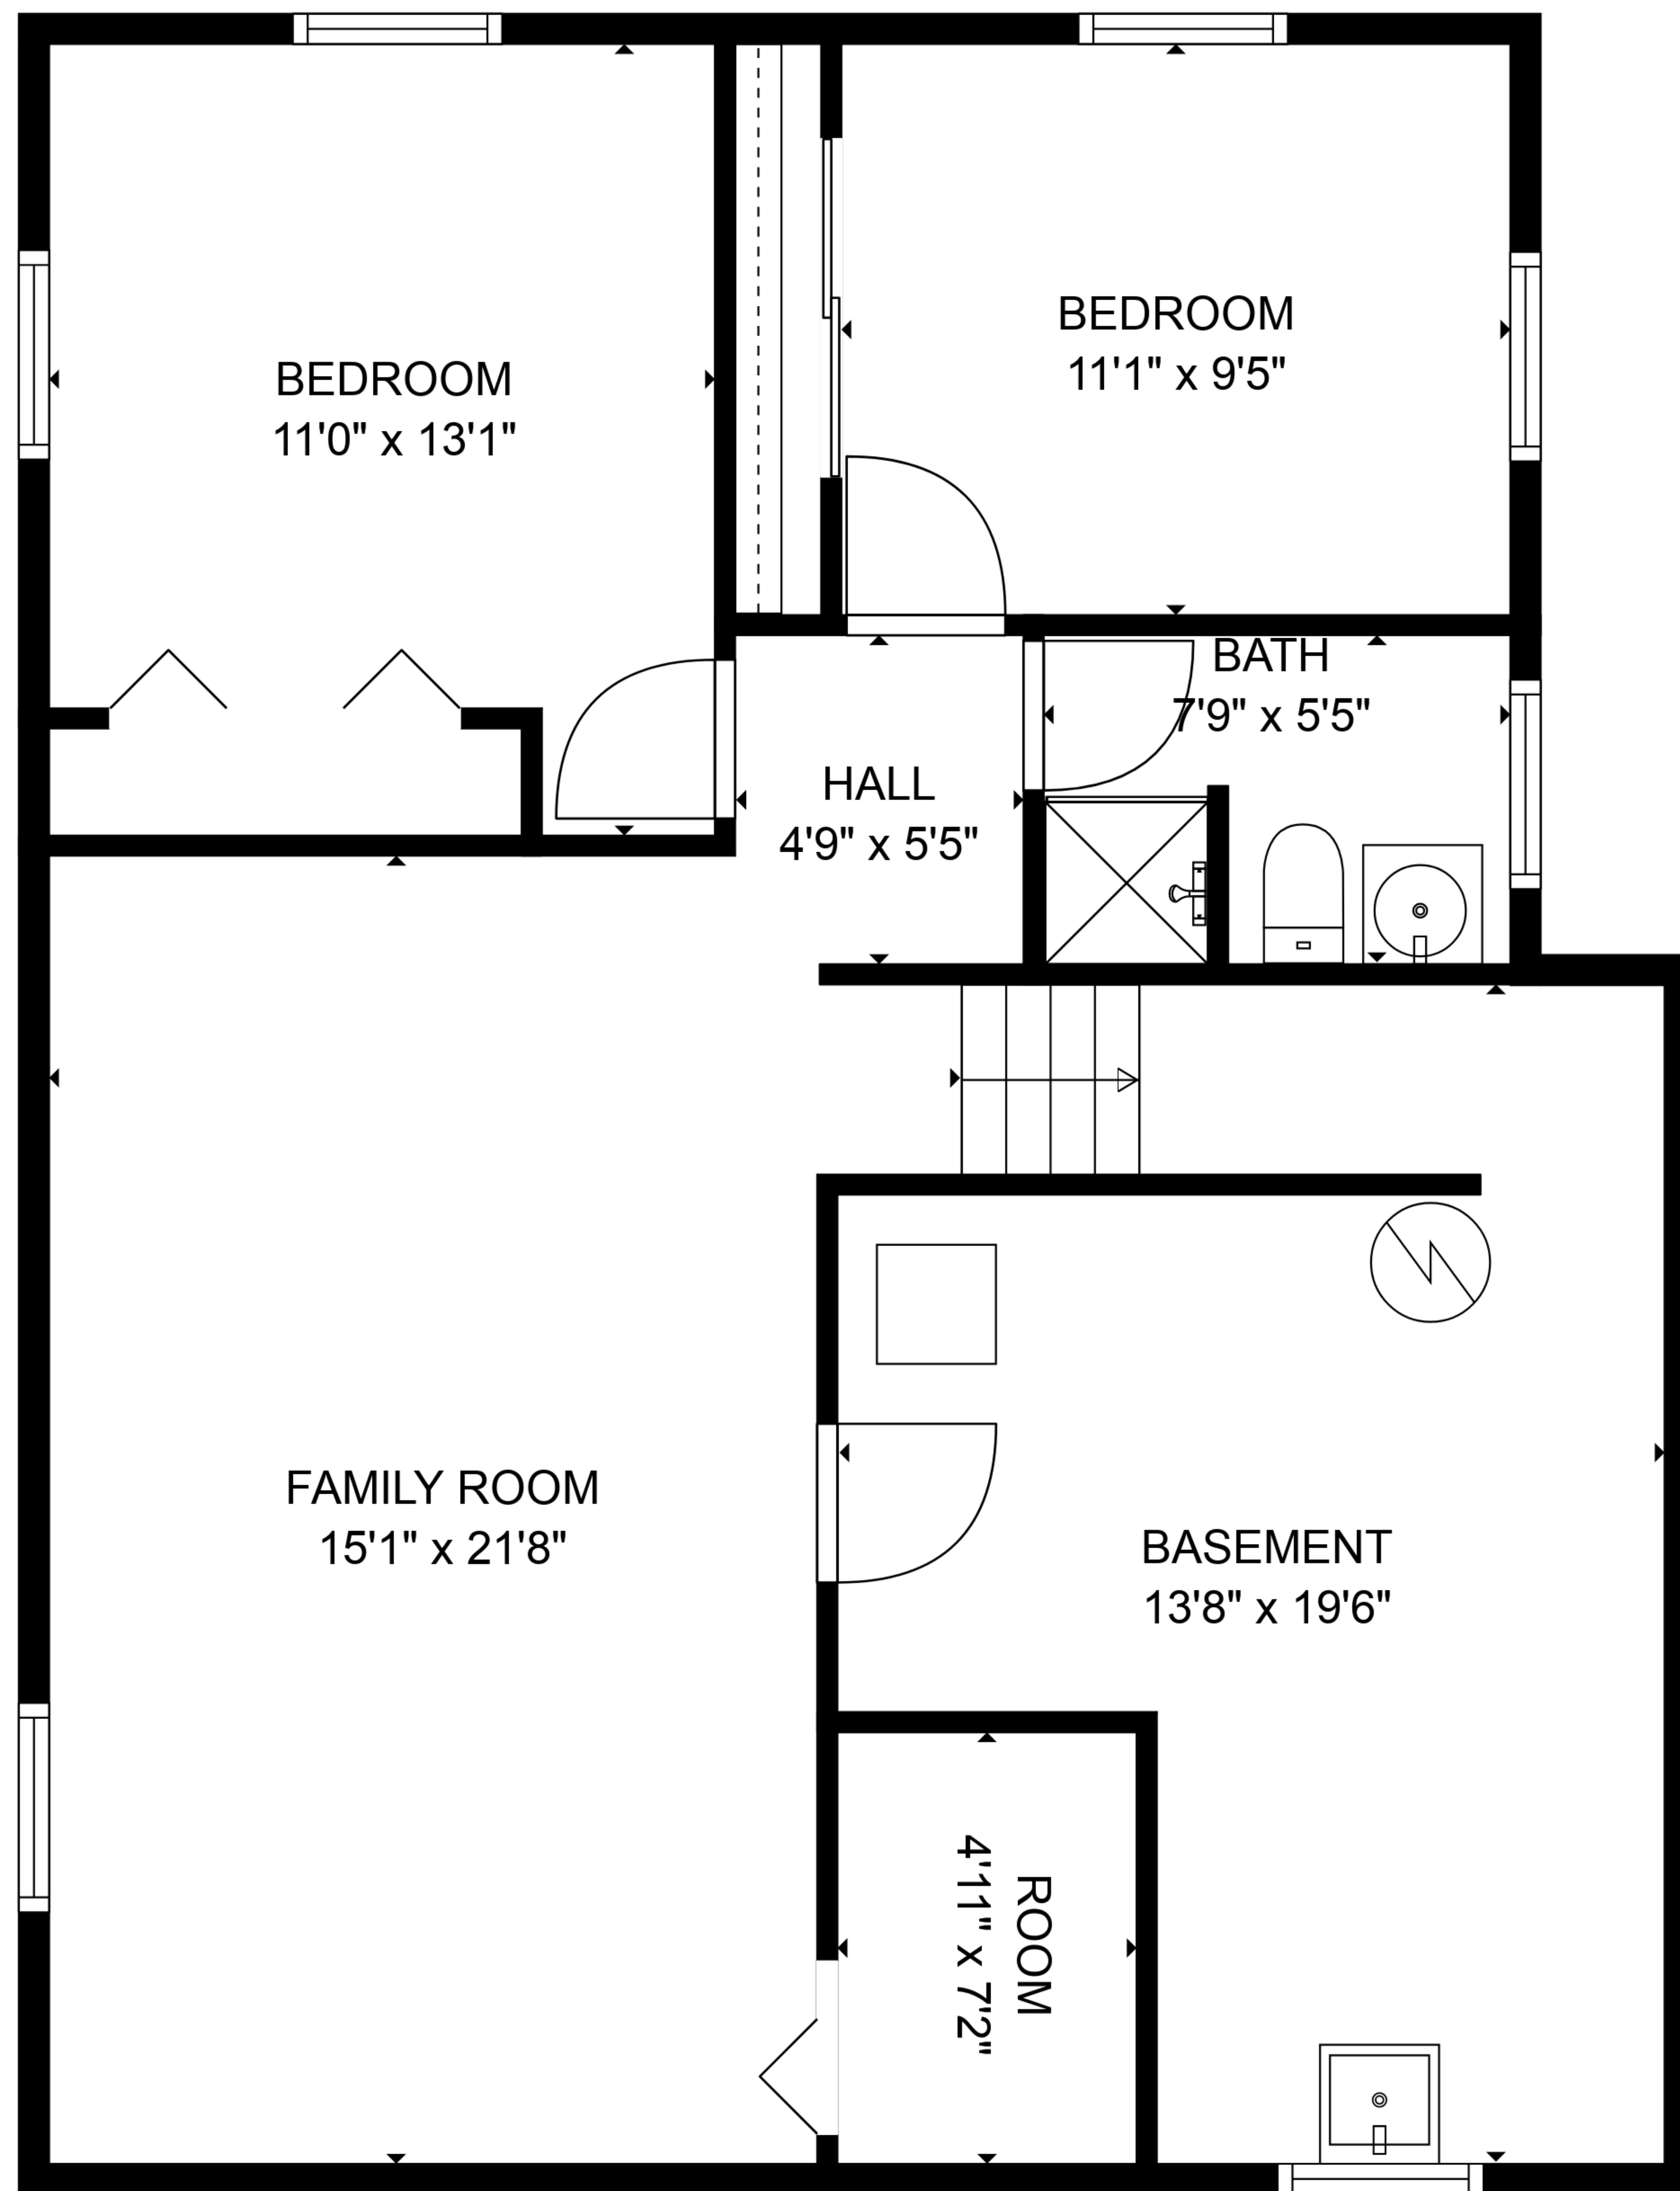 BEDROOM
11'0" x 13'1"
BEDROOM
11'1" x 9'5"
BATH
7'9" x 5'5"
HALL
4'9" x 5'5"
FAMILY ROOM
15'1" x 21'8"
BASEMENT
13'8" x 19'6"
ROOM
4'11" x 7'2"